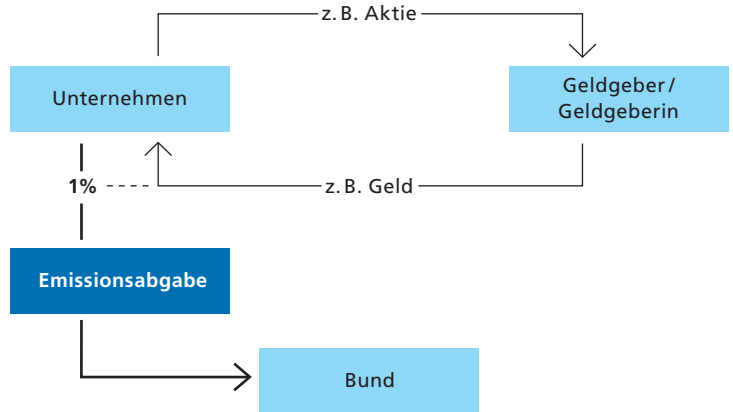 z. B. Aktie
Unternehmen
Geldgeber /
Geldgeberin
1%
z. B. Geld
Emissionsabgabe
Bund